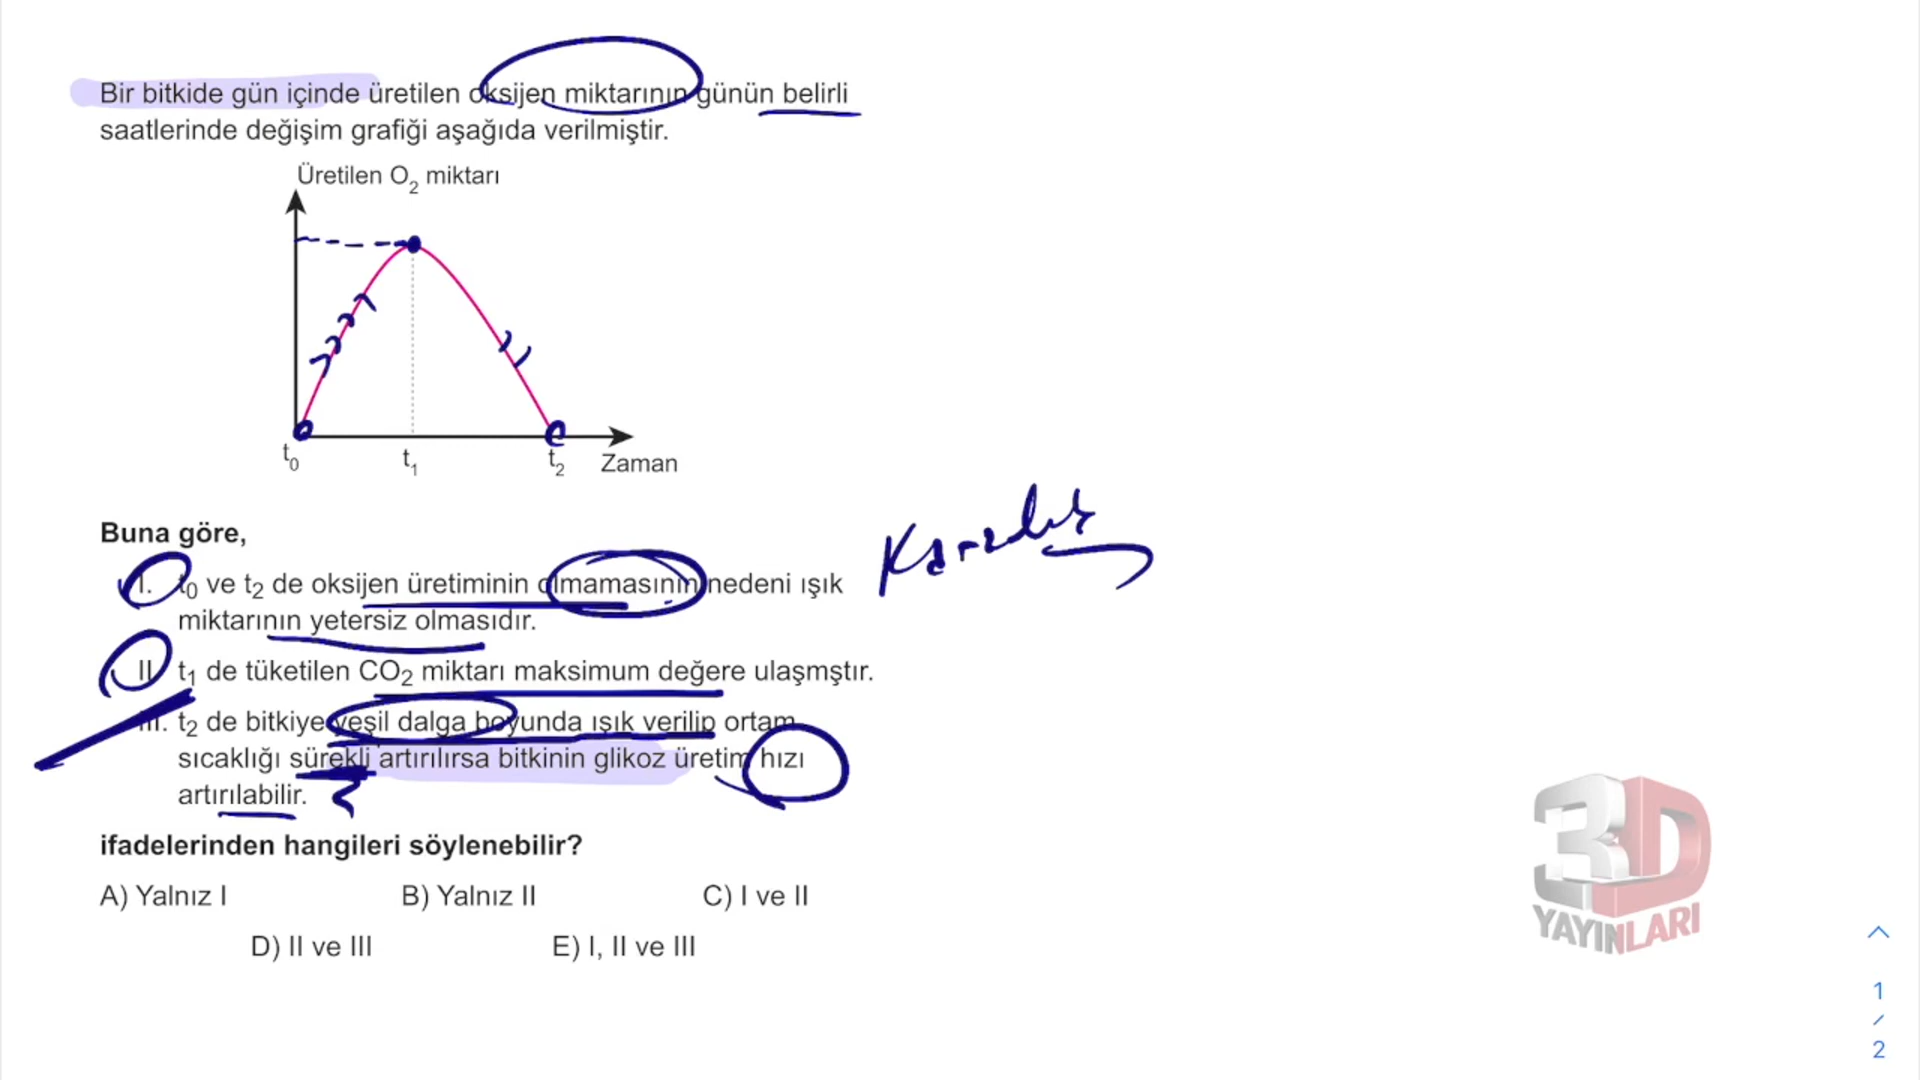 Bir bitkide gün içinde üretilen oksijen miktarının günün belirli
saatlerinde değişim grafiği aşağıda verilmiştir.
Üretilen O₂ miktarı
t₀ t₁ t₂ Zaman
Buna göre,
I. t₀ ve t₂ de oksijen üretiminin olmamasının nedeni ışık
miktarının yetersiz olmasıdır.
Karanlık
II. t₁ de tüketilen CO₂ miktarı maksimum değere ulaşmştır.
III. t₂ de bitkiye yeşil dalga boyunda ışık verilip ortam
sıcaklığı sürekli artırılırsa bitkinin glikoz üretim hızı
artırılabilir.
ifadelerinden hangileri söylenebilir?
A) Yalnız I B) Yalnız II C) I ve II
D) II ve III E) I, II ve III
3D
YAYINLARI
1
/
2